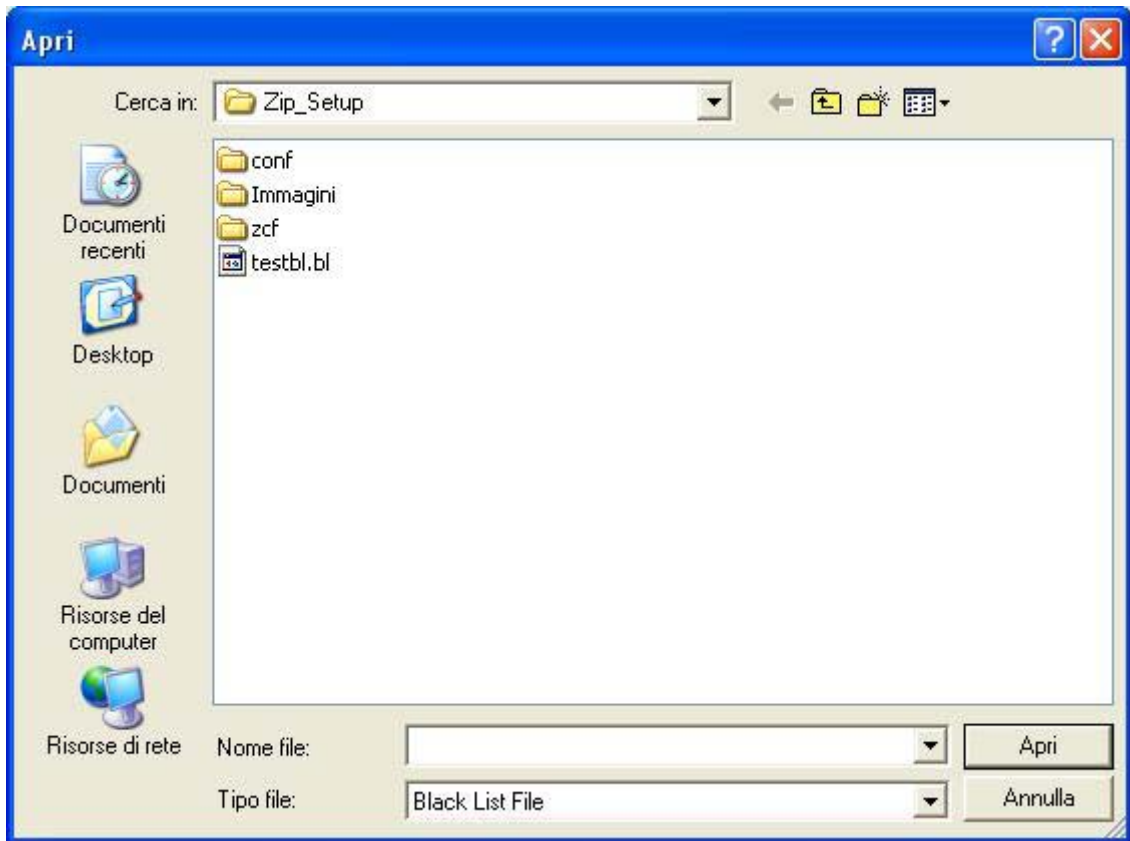 Apri
Cerca in: Zip_Setup
conf
Immagini
zcf
testbl.bl
Documenti
recenti
Desktop
Documenti
Risorse del
computer
Risorse di rete
Nome file: Apri
Tipo file: Black List File Annulla